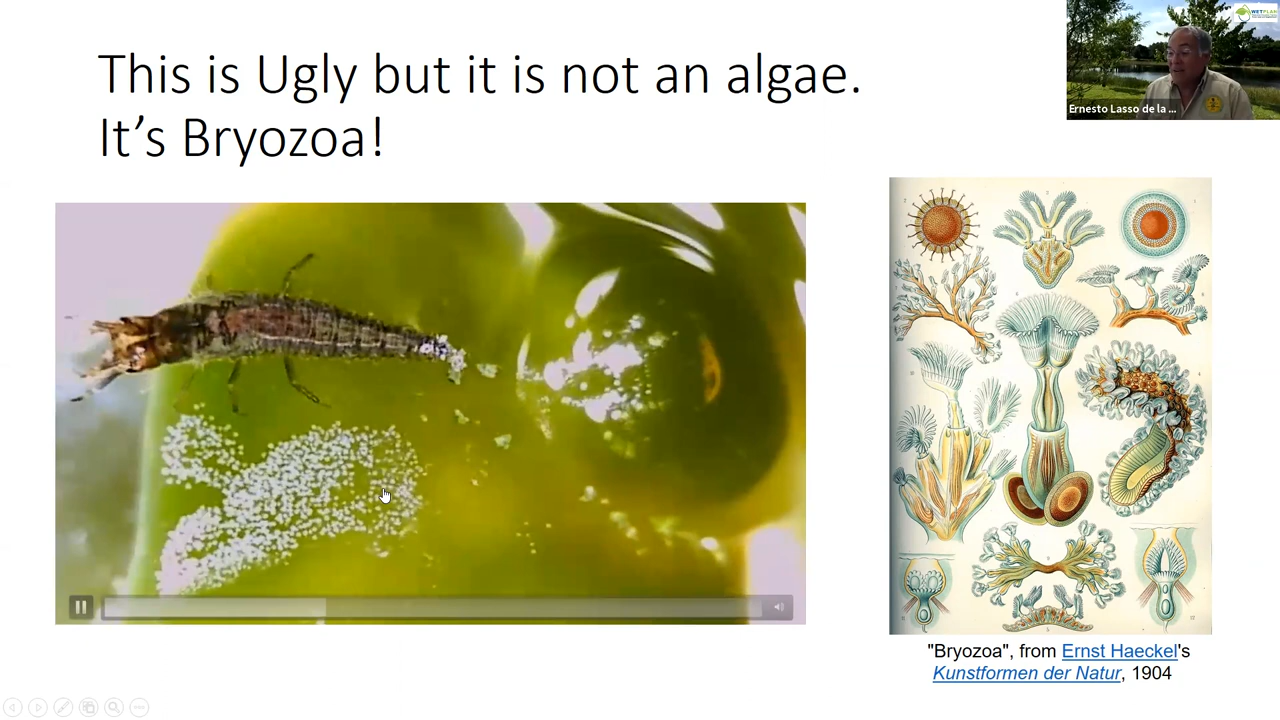 This is Ugly but it is not an algae.
It's Bryozoa!
WETPLAN
Ernesto Lasso de la ...
"Bryozoa", from Ernst Haeckel's
Kunstformen der Natur, 1904